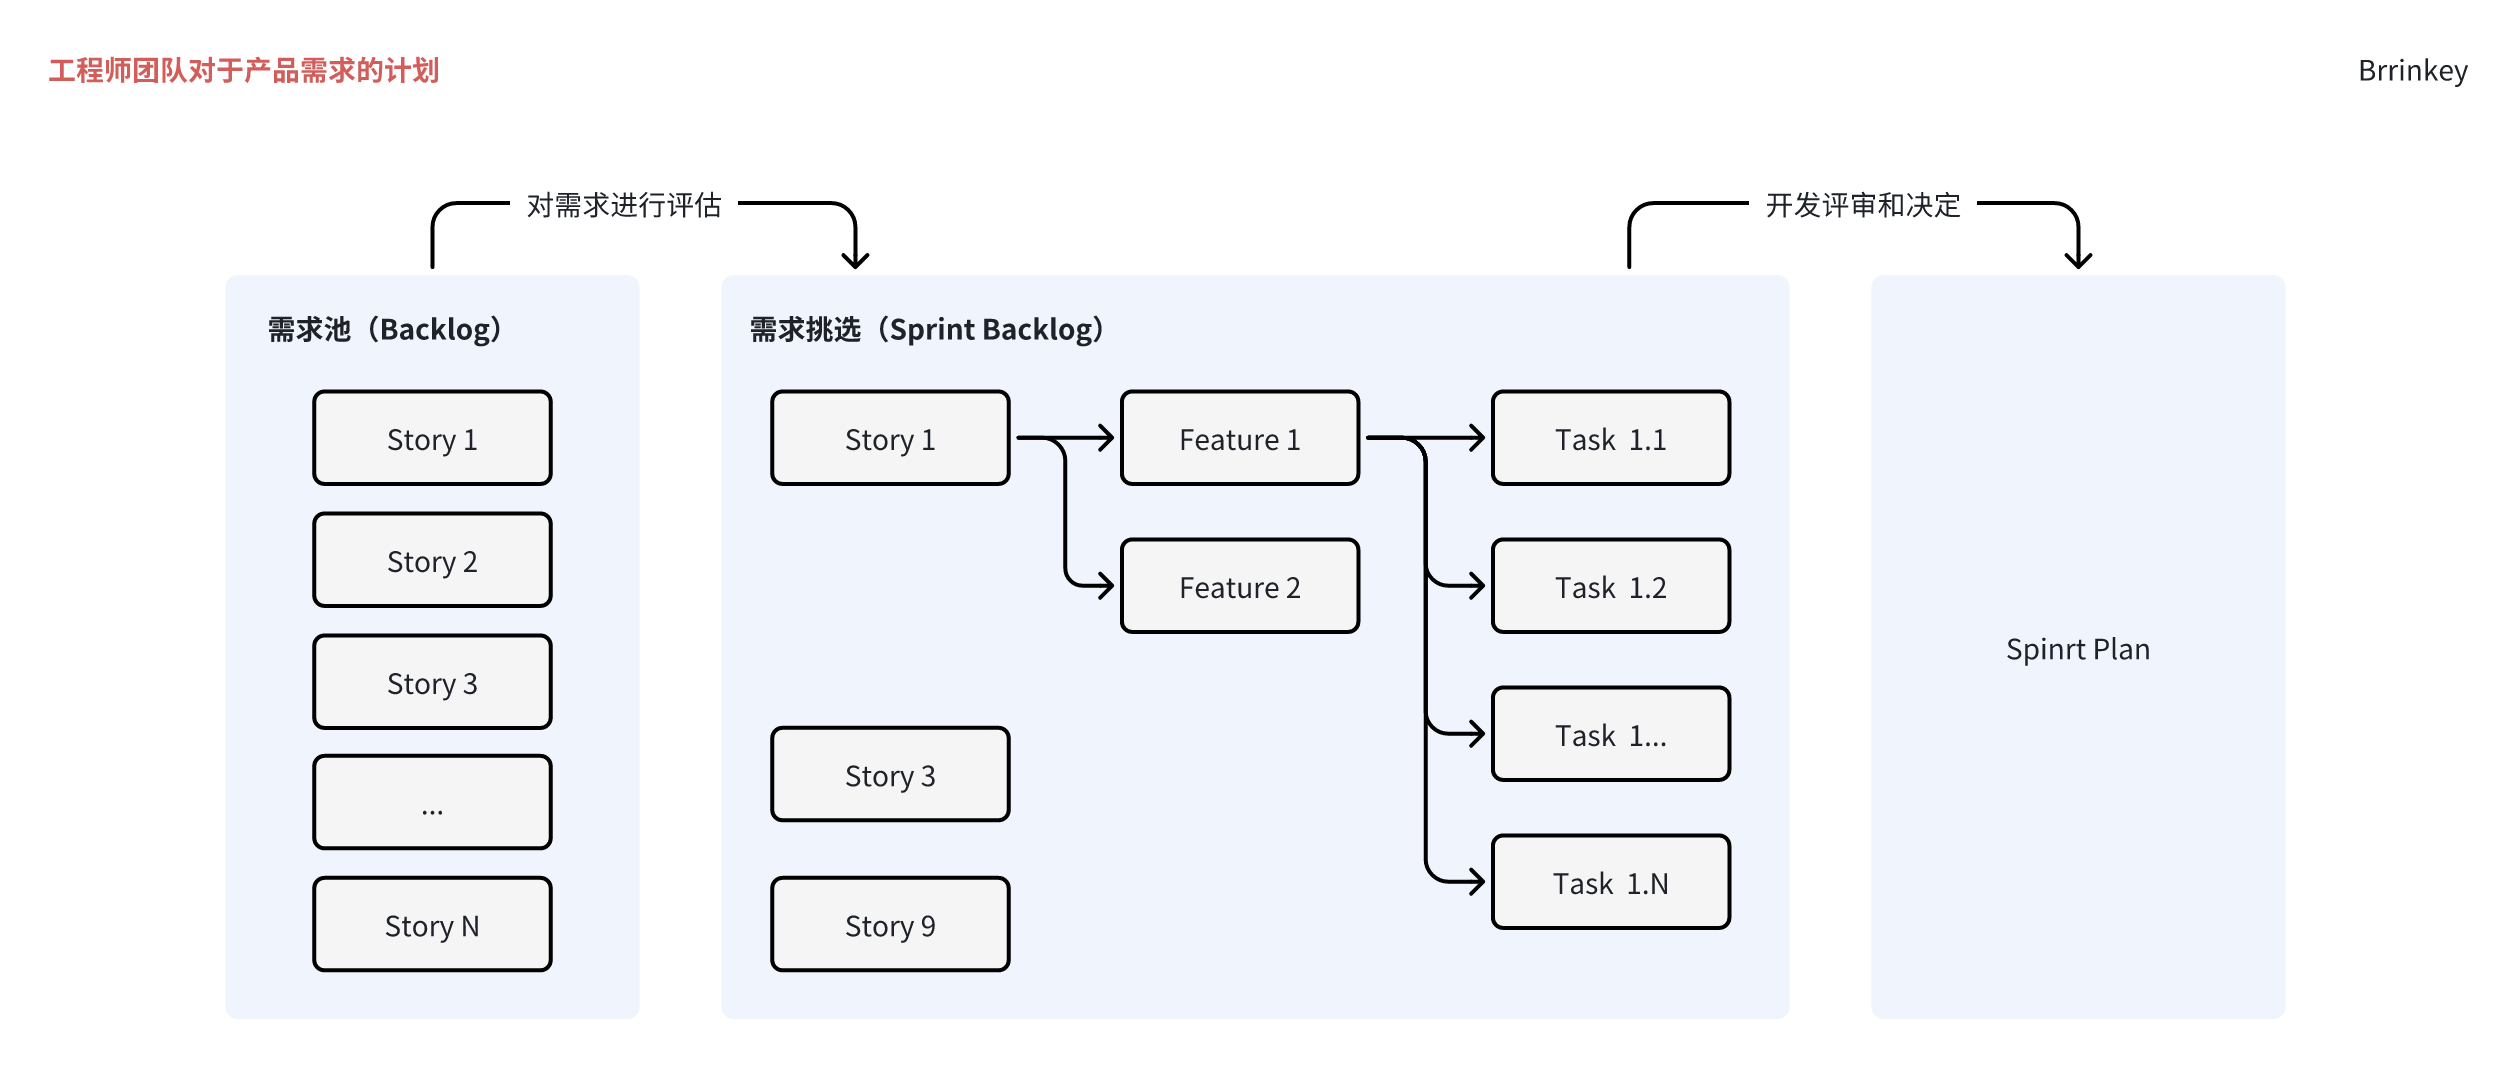 工程师团队对于产品需求的计划
Brrinkey
对需求进行评估
开发评审和决定
需求池（Backlog）
Story 1
Story 2
Story 3
...
Story N
需求挑选（Sprint Backlog）
Story 1
Feature 1
Task 1.1
Feature 2
Task 1.2
Story 3
Task 1...
Story 9
Task 1.N
Spinrt Plan